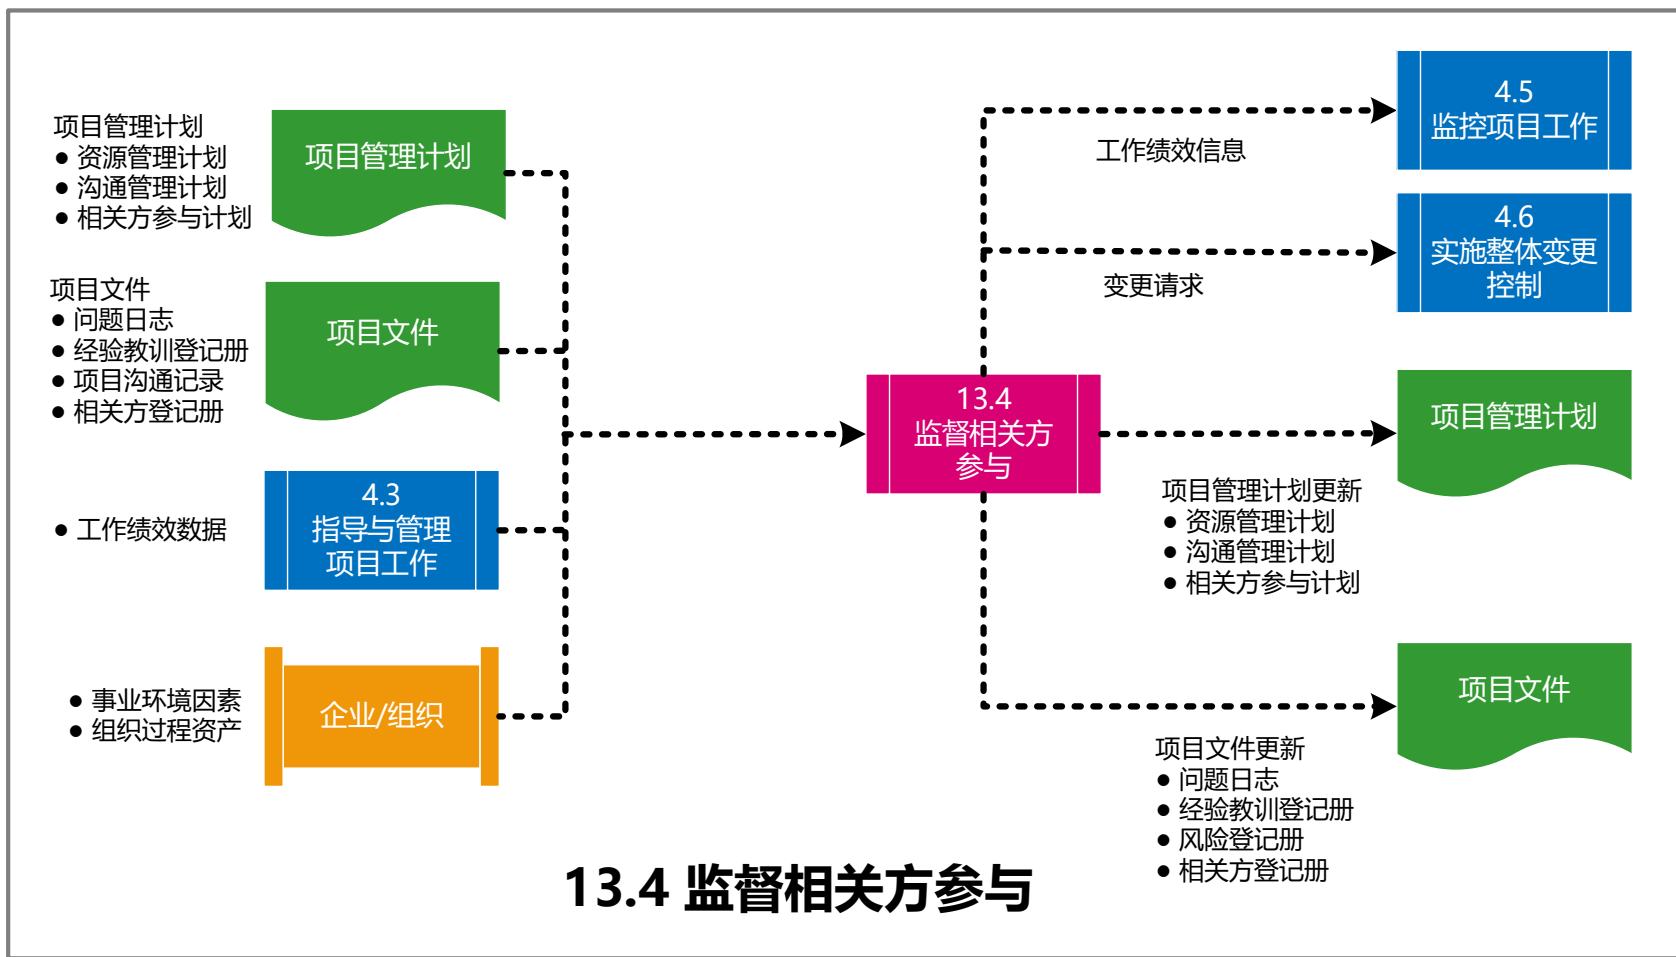 项目管理计划
● 资源管理计划
● 沟通管理计划
● 相关方参与计划
项目管理计划
项目文件
● 问题日志
● 经验教训登记册
● 项目沟通记录
● 相关方登记册
项目文件
● 工作绩效数据
4.3
指导与管理
项目工作
● 事业环境因素
● 组织过程资产
企业/组织
13.4
监督相关方
参与
工作绩效信息
4.5
监控项目工作
变更请求
4.6
实施整体变更
控制
项目管理计划
项目管理计划更新
● 资源管理计划
● 沟通管理计划
● 相关方参与计划
项目文件
项目文件更新
● 问题日志
● 经验教训登记册
● 风险登记册
● 相关方登记册
13.4 监督相关方参与